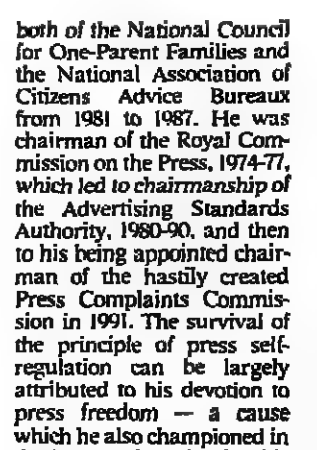 both of the National Council
for One-Parent Families and
the National Association of
Citizens Advice Bureaux
from 1981 to 1987. He was
chairman of the Royal Com-
mission on the Press, 1974-77,
which led to chairmanship of
the Advertising Standards
Authority, 1980-90, and then
to his being appointed chair-
man of the hastily created
Press Complaints Commis-
sion in 1991. The survival of
the principle of press self-
regulation can be largely
attributed to his devotion to
press freedom — a cause
which he also championed in